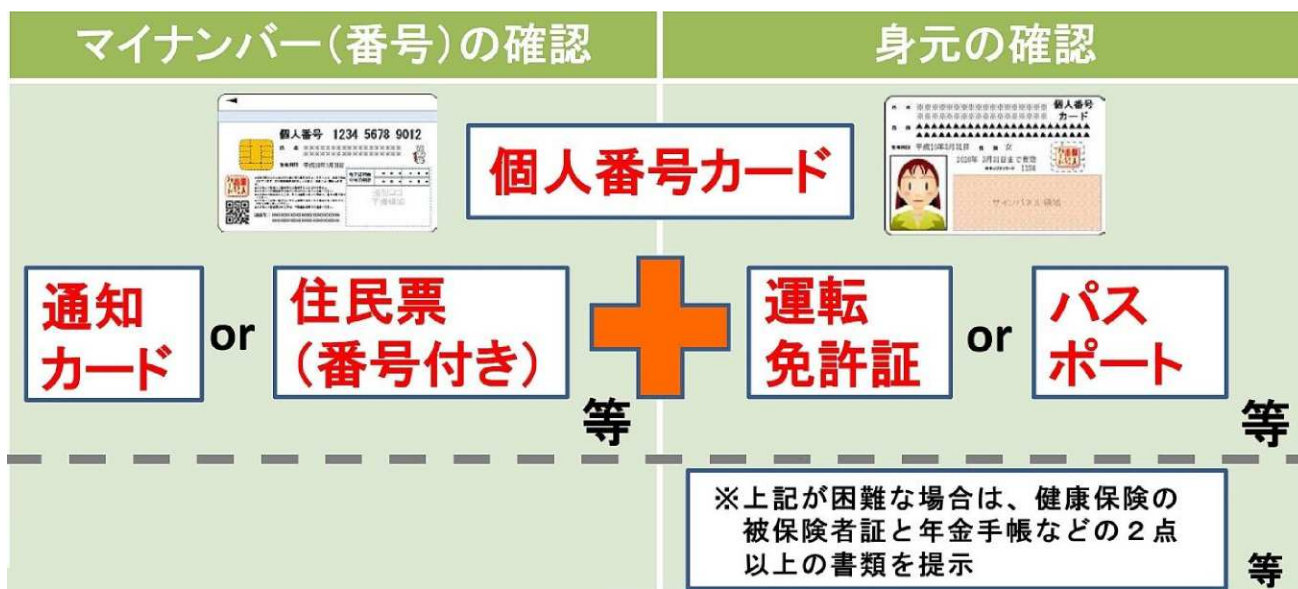 マイナンバー(番号)の確認
身元の確認
個人番号 1234 5678 9012
個人番号カード
個人番号
カード
通知
カード
or
住民票
(番号付き)
等
運転
免許証
or
パス
ポート
等
※上記が困難な場合は、健康保険の
被保険者証と年金手帳などの2点
以上の書類を提示
等